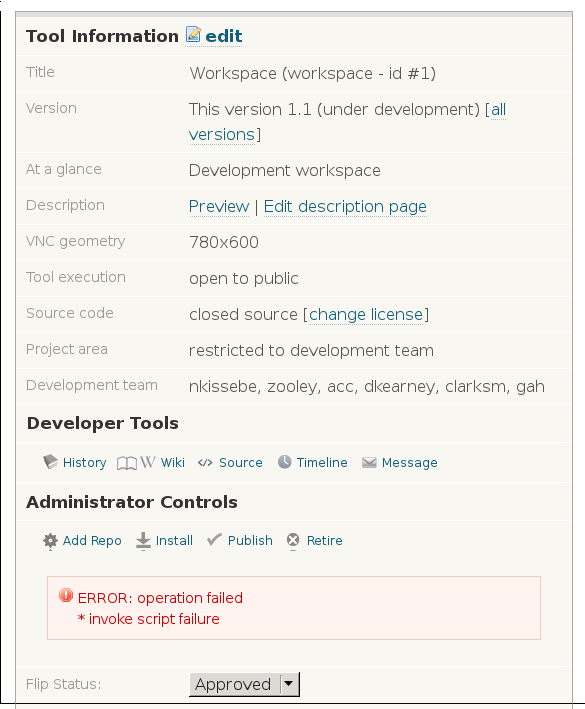 Tool Information edit
Title Workspace (workspace - id #1)
Version This version 1.1 (under development) [all
versions]
At a glance Development workspace
Description Preview | Edit description page
VNC geometry 780x600
Tool execution open to public
Source code closed source [change license]
Project area restricted to development team
Development team nkissebe, zooley, acc, dkearney, clarksm, gah
Developer Tools
History W Wiki </> Source Timeline Message
Administrator Controls
Add Repo Install Publish Retire
ERROR: operation failed
* invoke script failure
Flip Status: Approved